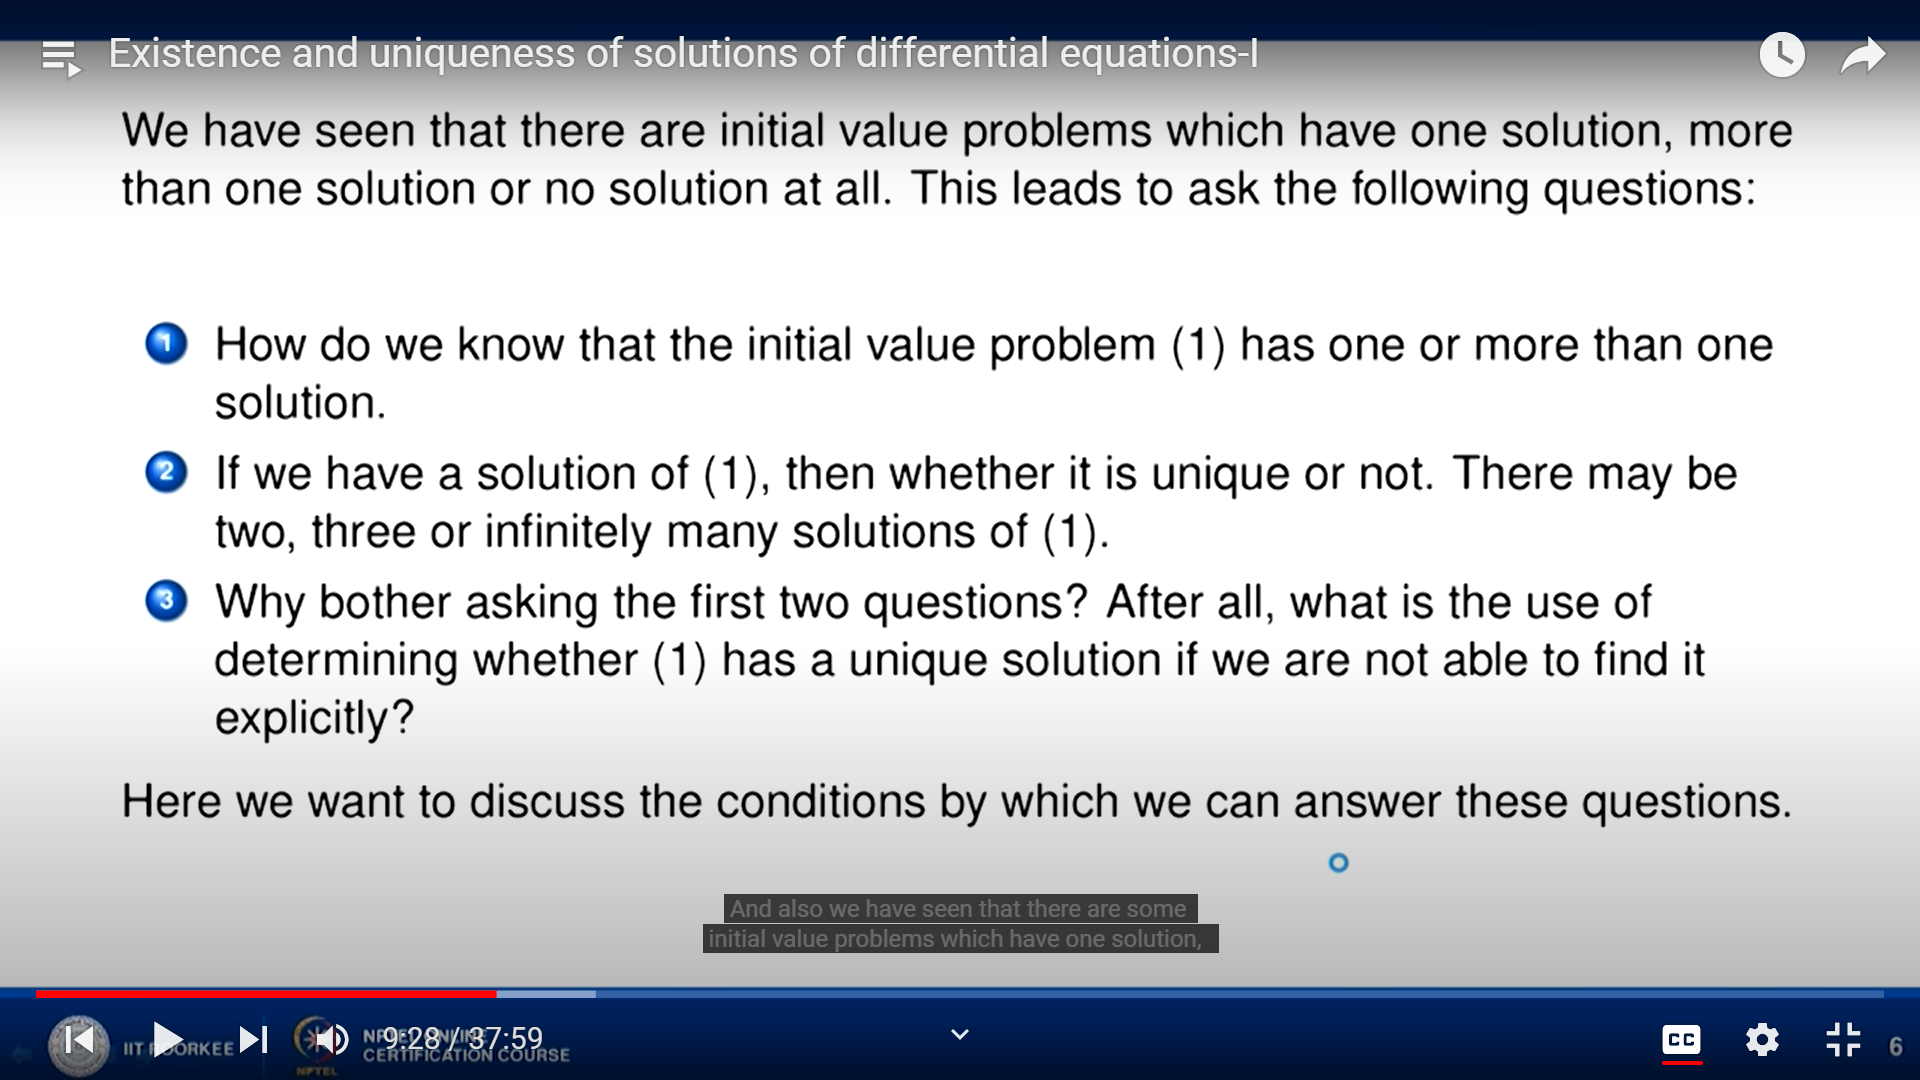 Existence and uniqueness of solutions of differential equations-I
We have seen that there are initial value problems which have one solution, more
than one solution or no solution at all. This leads to ask the following questions:
1 How do we know that the initial value problem (1) has one or more than one
solution.
2 If we have a solution of (1), then whether it is unique or not. There may be
two, three or infinitely many solutions of (1).
3 Why bother asking the first two questions? After all, what is the use of
determining whether (1) has a unique solution if we are not able to find it
explicitly?
Here we want to discuss the conditions by which we can answer these questions.
And also we have seen that there are some
initial value problems which have one solution,
IIT ROORKEE
NPTEL
NPTEL ONLINE
CERTIFICATION COURSE
9:28 / 37:59
CC
6